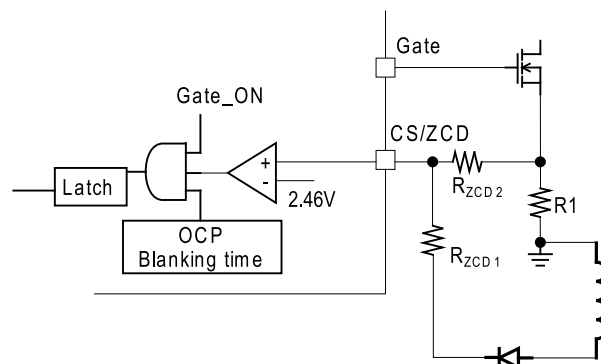 Gate
Gate_ON
CS/ZCD
+
-
2.46V
Latch
OCP
Blanking time
RZCD2
R1
RZCD1